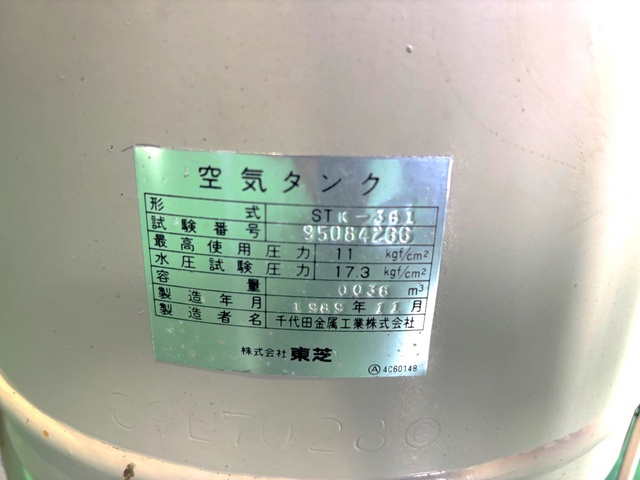 空気タンク
形式 STK-361
試験番号 95084266
最高使用圧力 11 kgf/cm²
水圧試験圧力 17.3 kgf/cm²
容量 0036 m³
製造年月 1989年11月
製造者名 千代田金属工業株式会社
株式会社 東芝
Ⓐ 4C60148